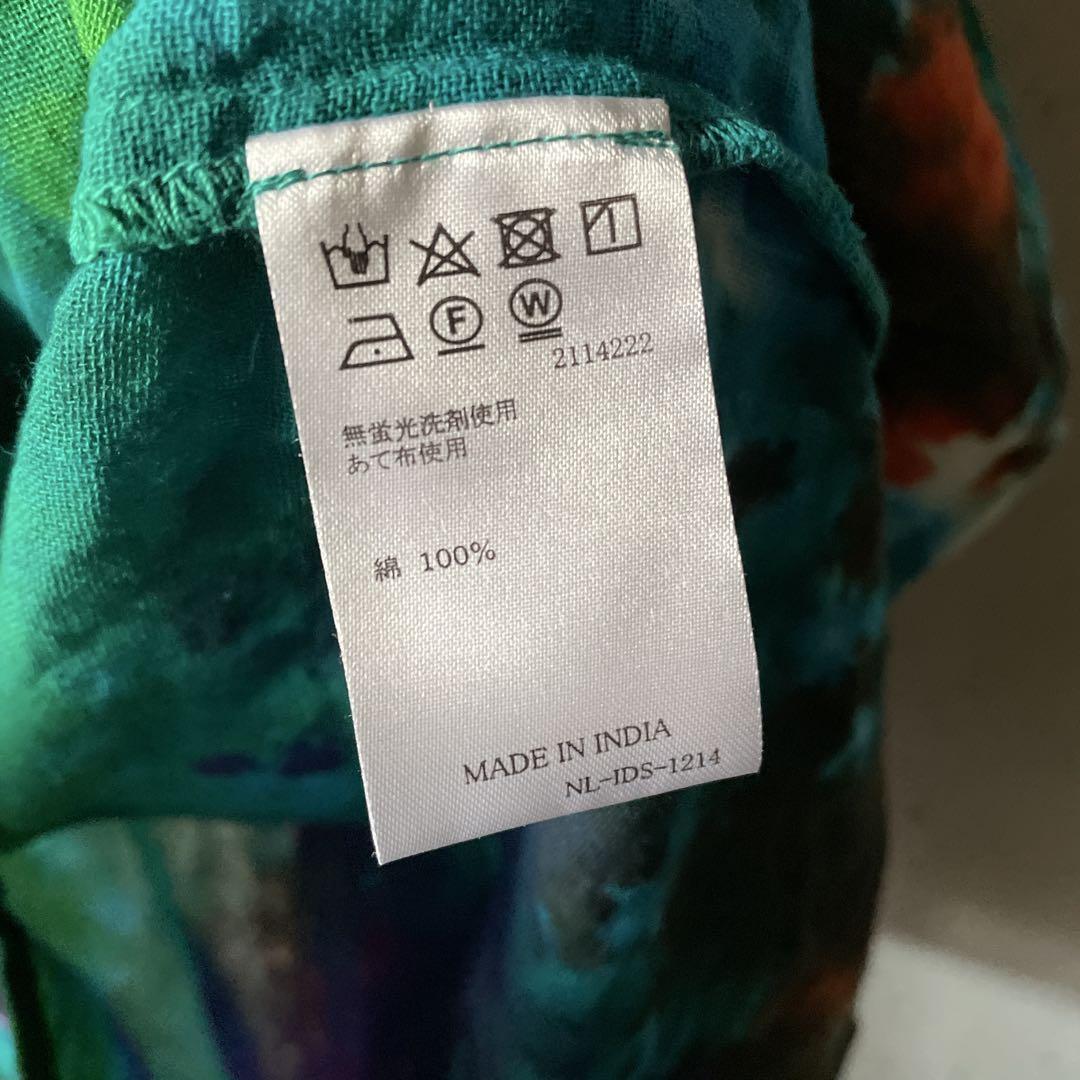 F W
2114222
無蛍光洗剤使用
あて布使用
綿 100%
MADE IN INDIA
NL-IDS-1214